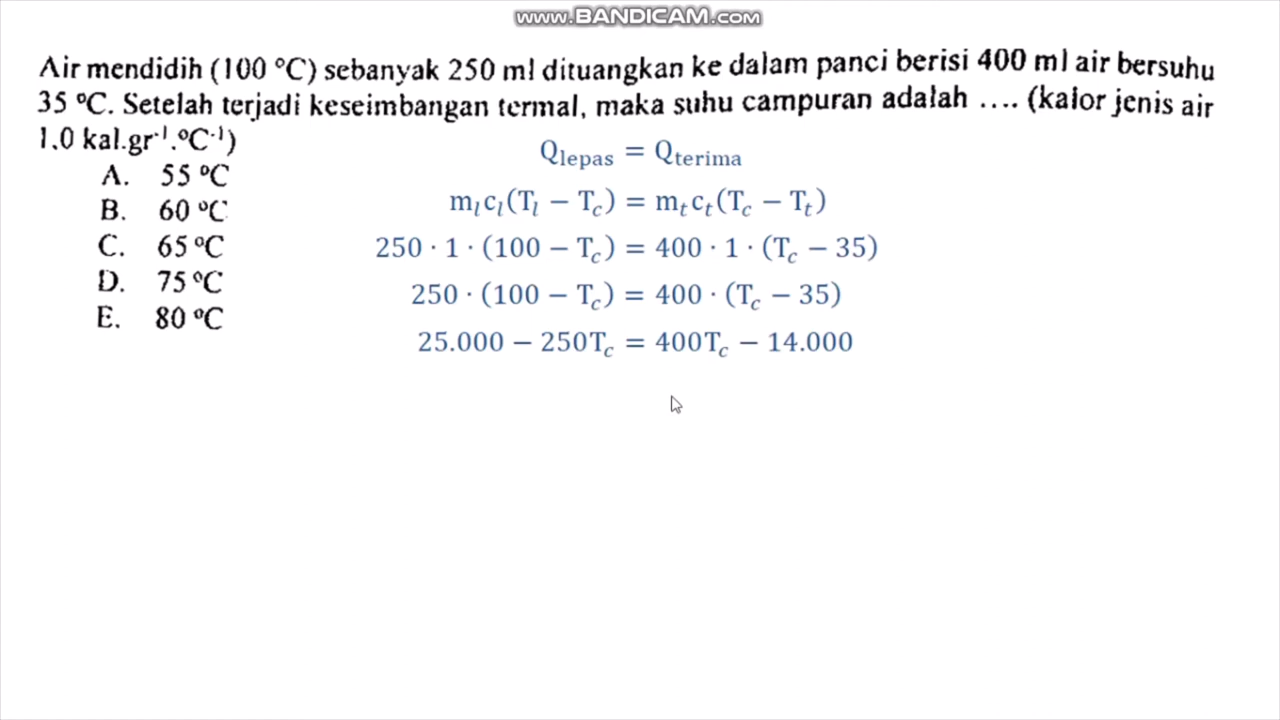 www.BANDICAM.com
Air mendidih (100 °C) sebanyak 250 ml dituangkan ke dalam panci berisi 400 ml air bersuhu
35 °C. Setelah terjadi keseimbangan termal, maka suhu campuran adalah .... (kalor jenis air
1,0 kal.gr⁻¹.°C⁻¹)
A. 55 °C
B. 60 °C
C. 65 °C
D. 75 °C
E. 80 °C
Q_lepas = Q_terima
m_l c_l (T_l − T_c) = m_t c_t (T_c − T_t)
250 · 1 · (100 − T_c) = 400 · 1 · (T_c − 35)
250 · (100 − T_c) = 400 · (T_c − 35)
25.000 − 250T_c = 400T_c − 14.000